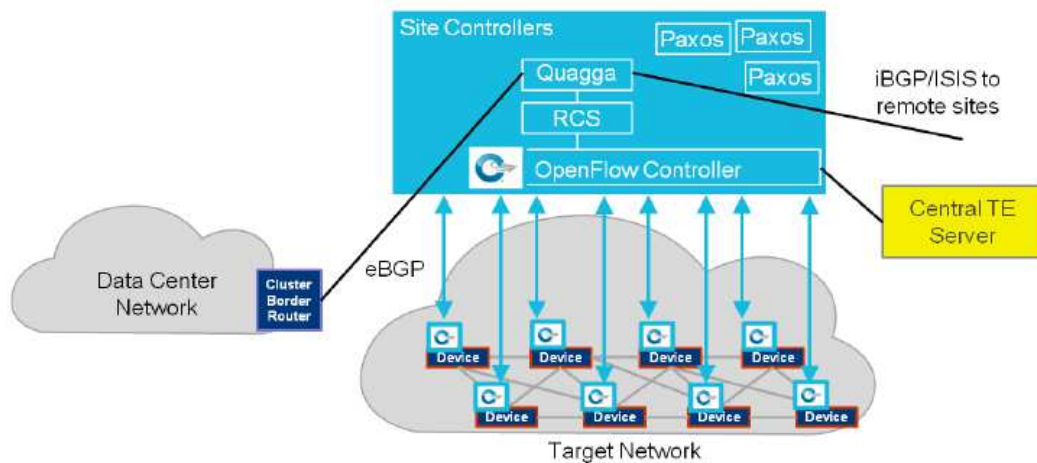 Site Controllers
Paxos
Paxos
Paxos
Quagga
RCS
OpenFlow Controller
iBGP/ISIS to
remote sites
Central TE
Server
eBGP
Data Center
Network
Cluster
Border
Router
Device
Device
Device
Device
Device
Device
Device
Device
Target Network